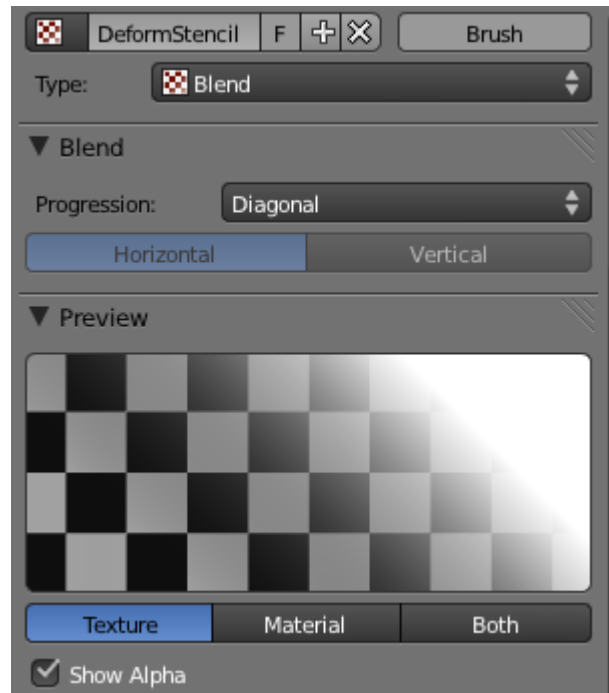 DeformStencil F Brush
Type: Blend
Blend
Progression: Diagonal
Horizontal Vertical
Preview
Texture Material Both
Show Alpha